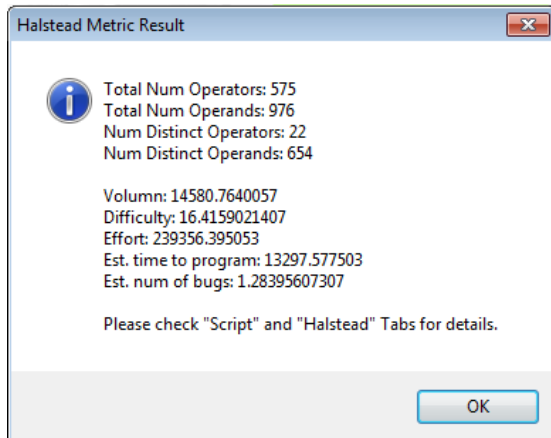 Halstead Metric Result
Total Num Operators: 575
Total Num Operands: 976
Num Distinct Operators: 22
Num Distinct Operands: 654
Volumn: 14580.7640057
Difficulty: 16.4159021407
Effort: 239356.395053
Est. time to program: 13297.577503
Est. num of bugs: 1.28395607307
Please check "Script" and "Halstead" Tabs for details.
OK